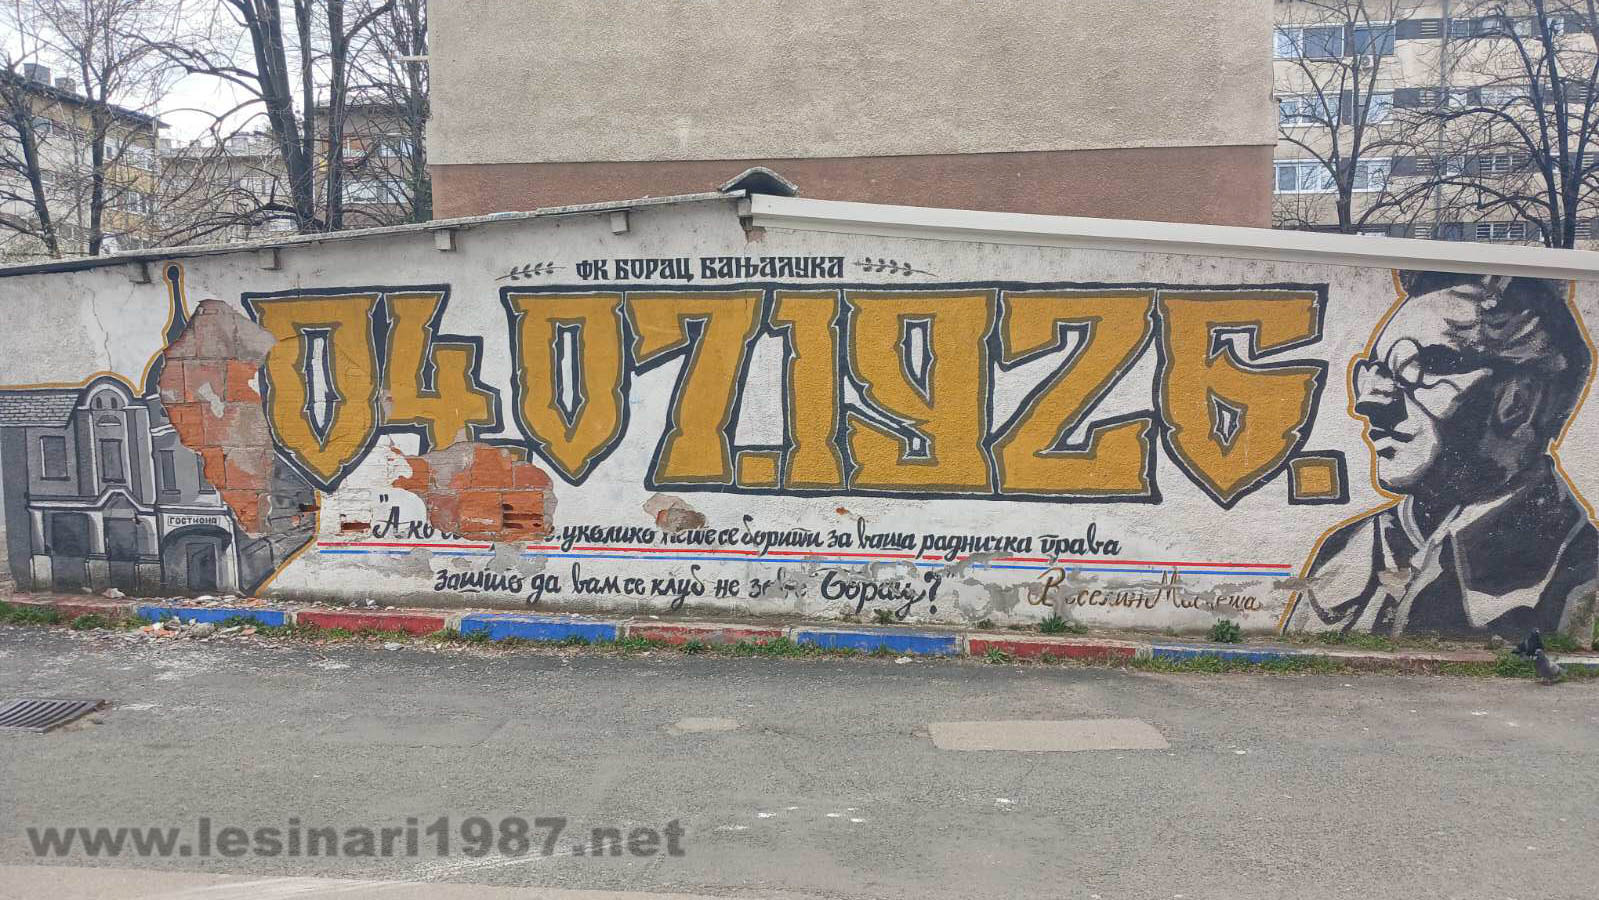 ФК БОРАЦ БАЊАЛУКА
04.07.1926.
ГОСТИОНА
"А ко уколико нећете се борити за ваша радничка права
зашто да вам се клуб не зове "Борац?"
Веселин Маслеша
www.lesinari1987.net